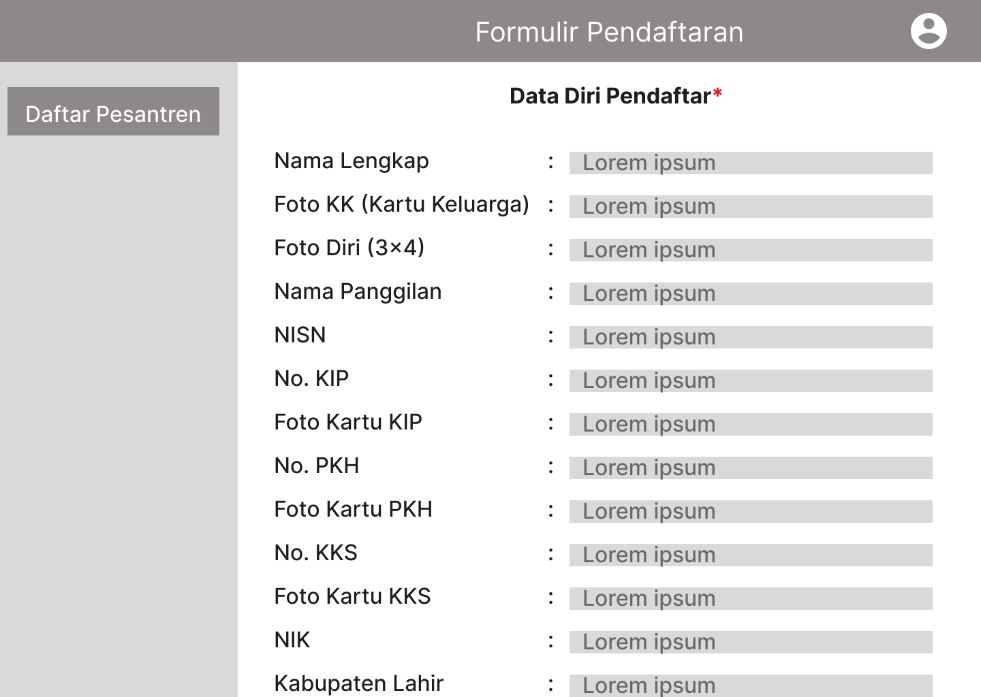 Formulir Pendaftaran
Daftar Pesantren
Data Diri Pendaftar*
Nama Lengkap : Lorem ipsum
Foto KK (Kartu Keluarga) : Lorem ipsum
Foto Diri (3×4) : Lorem ipsum
Nama Panggilan : Lorem ipsum
NISN : Lorem ipsum
No. KIP : Lorem ipsum
Foto Kartu KIP : Lorem ipsum
No. PKH : Lorem ipsum
Foto Kartu PKH : Lorem ipsum
No. KKS : Lorem ipsum
Foto Kartu KKS : Lorem ipsum
NIK : Lorem ipsum
Kabupaten Lahir : Lorem ipsum